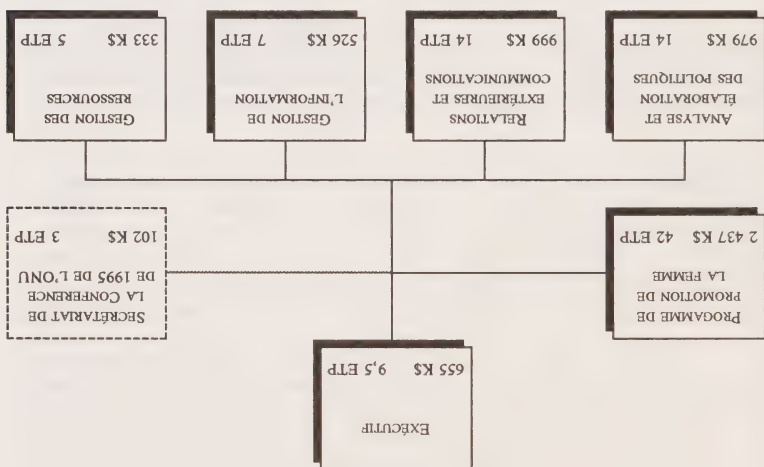 EXÉCUTIF
655 K$ 9,5 ETP
PROGAMME DE
PROMOTION DE
LA FEMME
2 437 K$ 42 ETP
SECRÉTARIAT DE
LA CONFERENCE
DE 1995 DE L'ONU
102 K$ 3 ETP
ANALYSE ET
ÉLABORATION
DES POLITIQUES
979 K$ 14 ETP
RELATIONS
EXTÉRIEURES ET
COMMUNICATIONS
999 K$ 14 ETP
GESTION DE
L'INFORMATION
526 K$ 7 ETP
GESTION DES
RESSOURCES
333 K$ 5 ETP